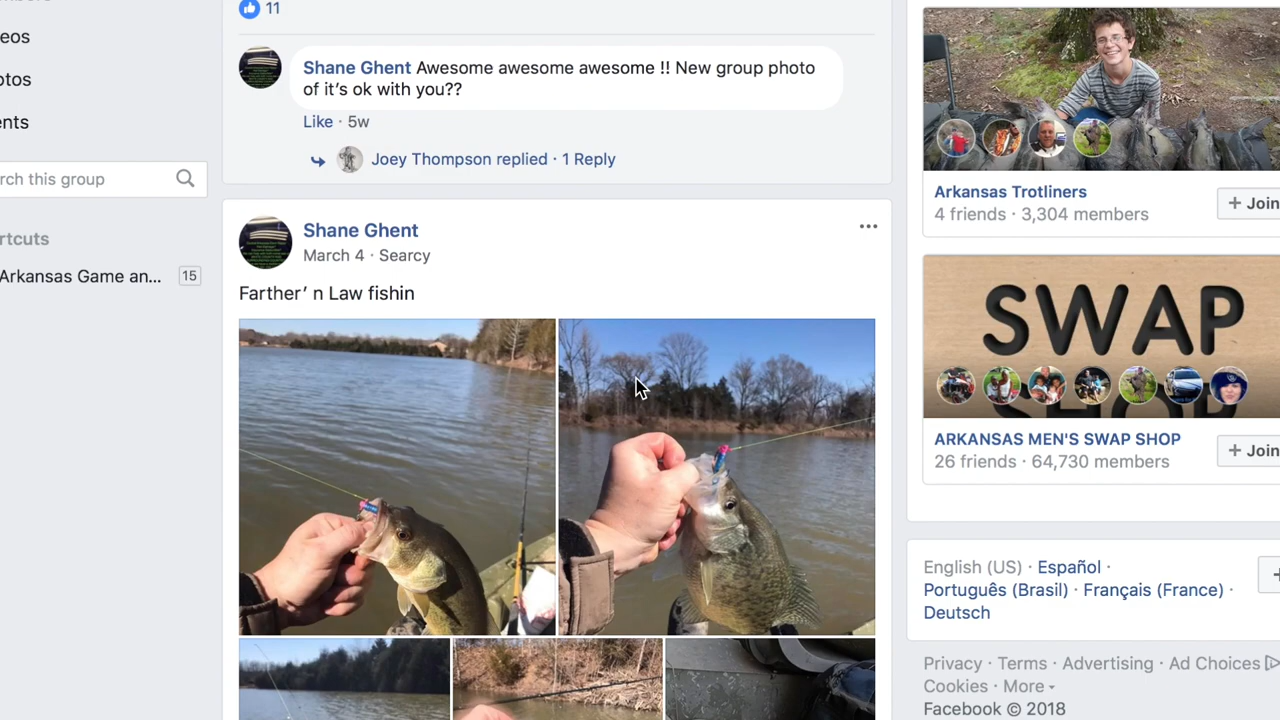 eos
otos
ents
rch this group
rtcuts
Arkansas Game an...
15
11
Shane Ghent Awesome awesome awesome !! New group photo
of it's ok with you??
Like · 5w
Joey Thompson replied · 1 Reply
Shane Ghent
March 4 · Searcy
Farther' n Law fishin
Arkansas Trotliners
4 friends · 3,304 members
+ Join
SWAP
SHOP
ARKANSAS MEN'S SWAP SHOP
26 friends · 64,730 members
+ Join
English (US) · Español ·
Português (Brasil) · Français (France) ·
Deutsch
+
Privacy · Terms · Advertising · Ad Choices
Cookies · More
Facebook © 2018